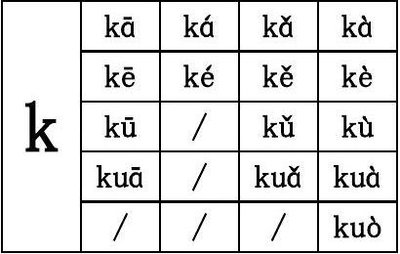 k
kā ká kǎ kà
kē ké kě kè
kū / kǔ kù
kuā / kuǎ kuà
/ / / kuò